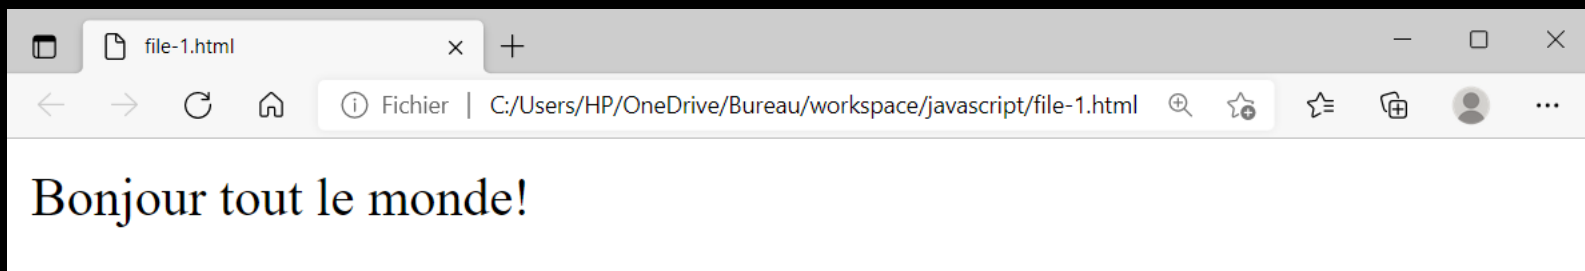 file-1.html
Fichier | C:/Users/HP/OneDrive/Bureau/workspace/javascript/file-1.html
Bonjour tout le monde!